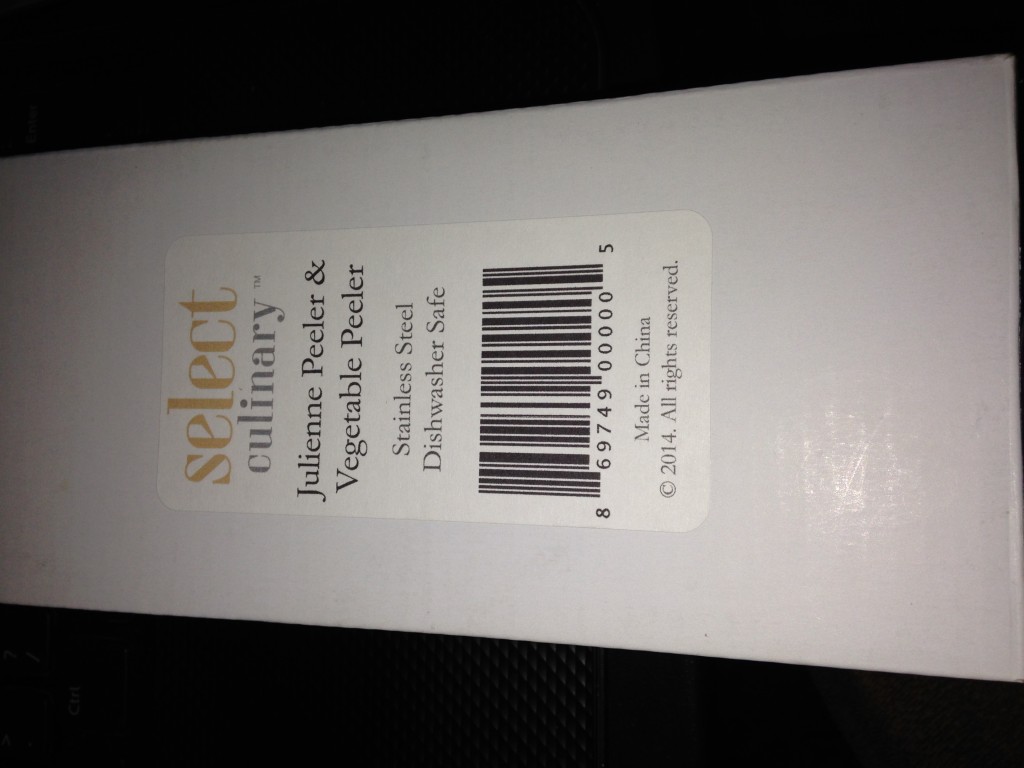 select
culinary™
Julienne Peeler &
Vegetable Peeler
Stainless Steel
Dishwasher Safe
8 69749 00000 5
Made in China
© 2014. All rights reserved.
Ctrl
?
/